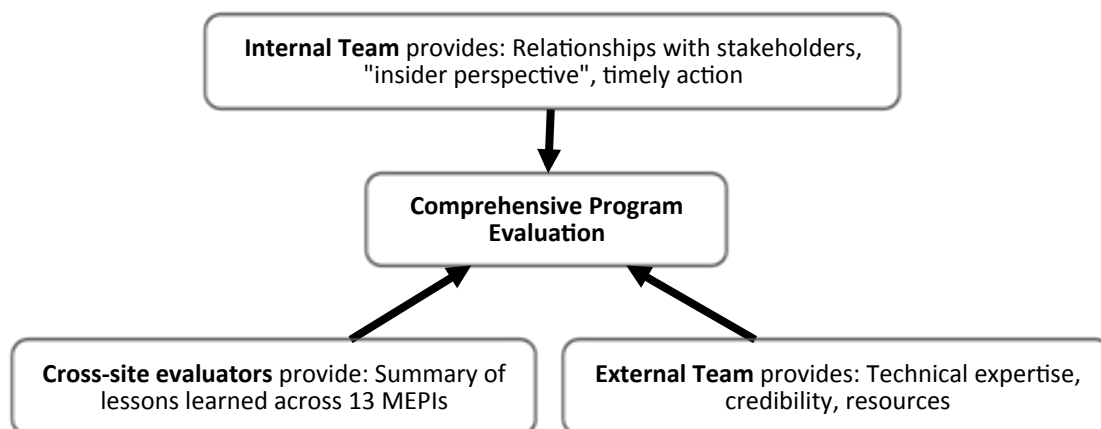 Internal Team provides: Relationships with stakeholders,
"insider perspective", timely action
Comprehensive Program
Evaluation
Cross-site evaluators provide: Summary of
lessons learned across 13 MEPIs
External Team provides: Technical expertise,
credibility, resources